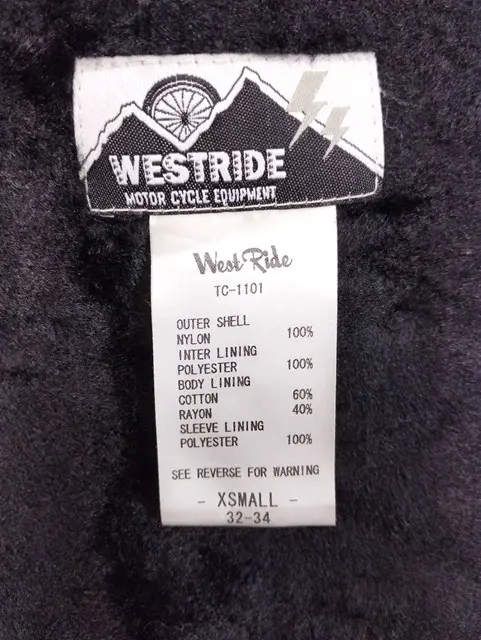 WESTRIDE
MOTOR CYCLE EQUIPMENT
West Ride
TC-1101
OUTER SHELL
NYLON 100%
INTER LINING
POLYESTER 100%
BODY LINING
COTTON 60%
RAYON 40%
SLEEVE LINING
POLYESTER 100%
SEE REVERSE FOR WARNING
- XSMALL -
32-34